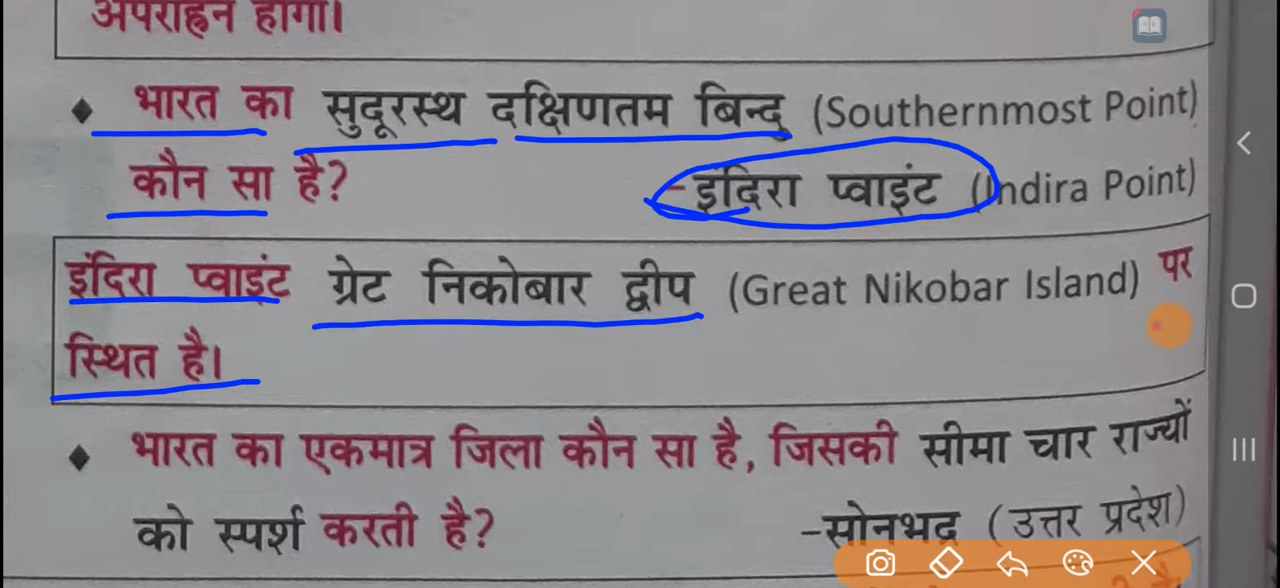 अपराह्न होगा।
♦ भारत का सुदूरस्थ दक्षिणतम बिन्दु (Southernmost Point)
कौन सा है? -इंदिरा प्वाइंट (Indira Point)
इंदिरा प्वाइंट ग्रेट निकोबार द्वीप (Great Nikobar Island) पर
स्थित है।
♦ भारत का एकमात्र जिला कौन सा है, जिसकी सीमा चार राज्यों
को स्पर्श करती है? -सोनभद्र (उत्तर प्रदेश)